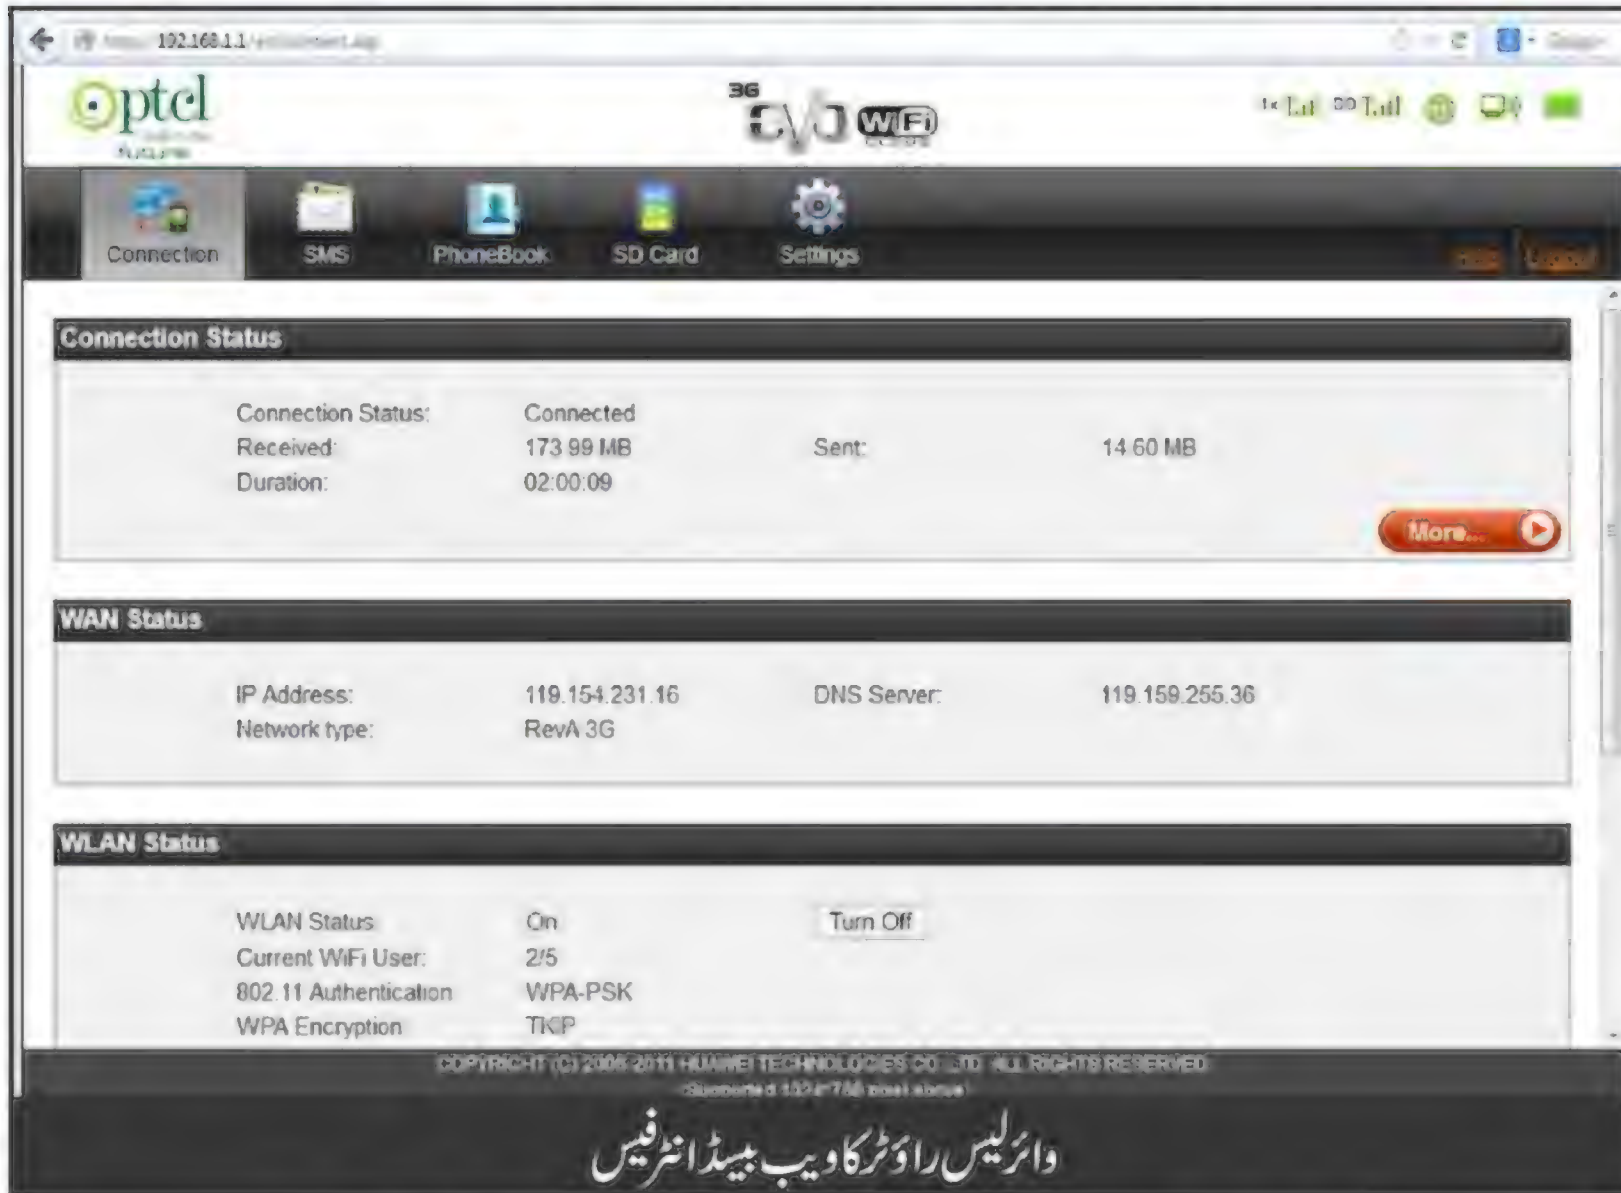 192.168.1.1
ptcl
3G EVO WiFi
Connection SMS PhoneBook SD Card Settings
Connection Status
Connection Status: Connected
Received: 173.99 MB Sent: 14.60 MB
Duration: 02:00:09
More...
WAN Status
IP Address: 119.154.231.16 DNS Server: 119.159.255.36
Network type: RevA 3G
WLAN Status
WLAN Status On Turn Off
Current WiFi User: 2/5
802.11 Authentication WPA-PSK
WPA Encryption TKIP
COPYRIGHT (C) 2006-2011 HUAWEI TECHNOLOGIES CO., LTD. ALL RIGHTS RESERVED
وائرلیس راؤٹر کا ویب بیسڈ انٹرفیس